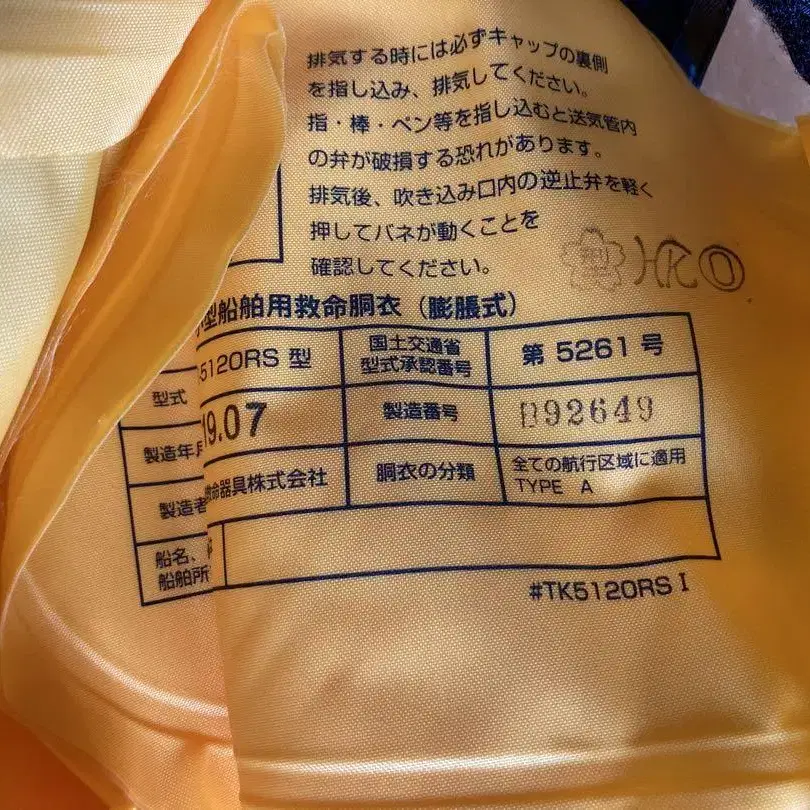 排気する時には必ずキャップの裏側
を指し込み、排気してください。
指・棒・ペン等を指し込むと送気管内
の弁が破損する恐れがあります。
排気後、吹き込み口内の逆止弁を軽く
押してバネが動くことを
確認してください。
型 HKO
型船舶用救命胴衣（膨脹式）
型式 5120RS 型 国土交通省型式承認番号 第 5261 号
製造年 19.07 製造番号 B92649
製造者 救命器具株式会社 胴衣の分類 全ての航行区域に適用 TYPE A
船名、
船舶所
#TK5120RS I